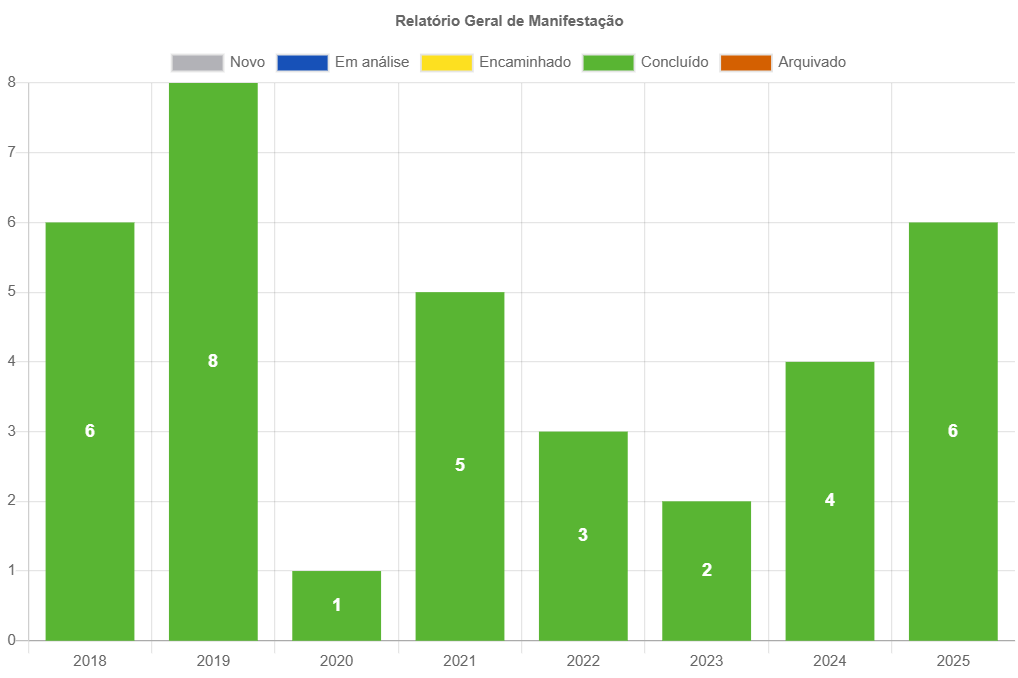 Relatório Geral de Manifestação
Novo Em análise Encaminhado Concluído Arquivado
8
7
6
5
4
3
2
1
0
6 8 1 5 3 2 4 6
2018 2019 2020 2021 2022 2023 2024 2025